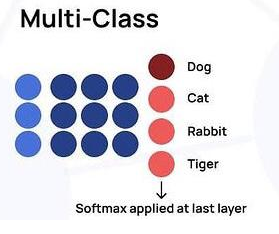 Multi-Class
Dog
Cat
Rabbit
Tiger
Softmax applied at last layer